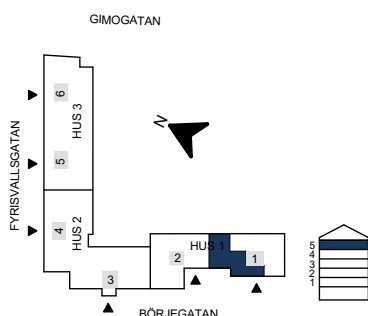 GIMOGATAN
N
FYRISVALLSGATAN
6
HUS 3
5
4
HUS 2
3
2
HUS 1
1
5
4
3
2
1
BÖRJEGATAN